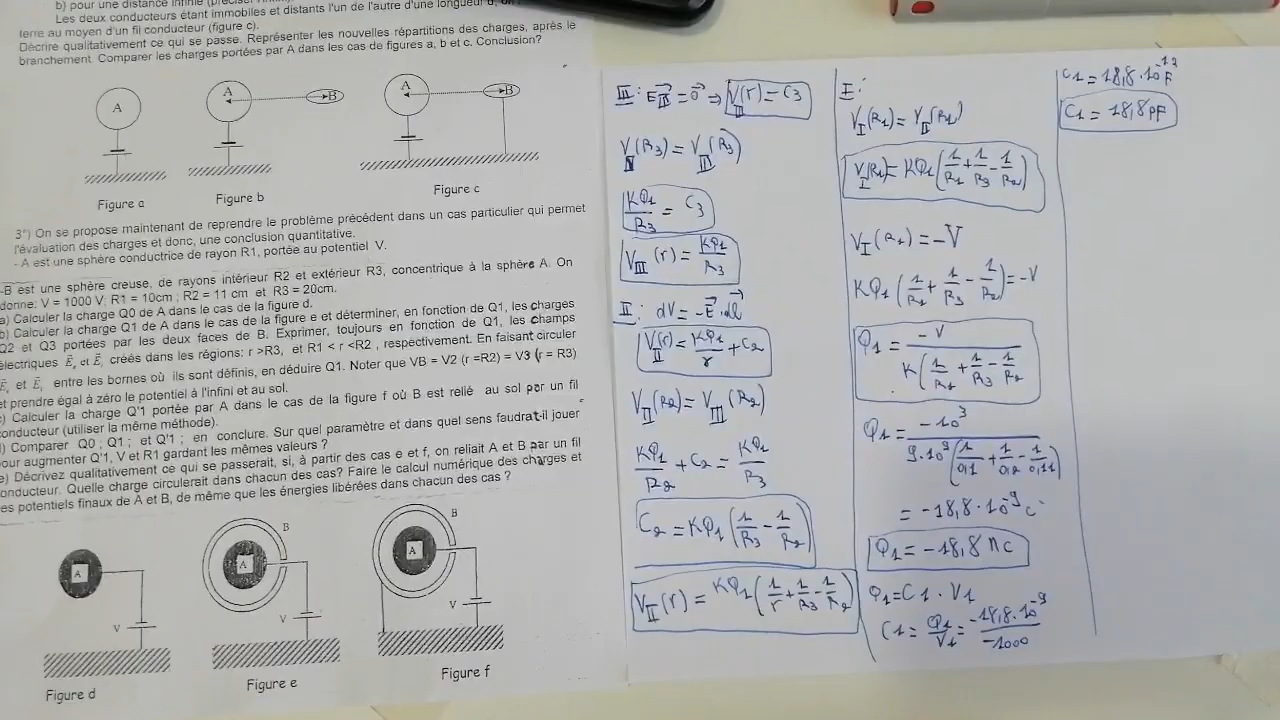 b) pour une distance infinie
Les deux conducteurs étant immobiles et distants l'un de l'autre d'une longueur d,
terre au moyen d'un fil conducteur (figure c).
Décrire qualitativement ce qui se passe. Représenter les nouvelles répartitions des charges, après le
branchement. Comparer les charges portées par A dans les cas de figures a, b et c. Conclusion?
A
A B
A B
Figure a
Figure b
Figure c
3°) On se propose maintenant de reprendre le problème précédent dans un cas particulier qui permet
l'évaluation des charges et donc, une conclusion quantitative.
- A est une sphère conductrice de rayon R1, portée au potentiel V.
-B est une sphère creuse, de rayons intérieur R2 et extérieur R3, concentrique à la sphère A. On
donne: V = 1000 V; R1 = 10cm ; R2 = 11 cm et R3 = 20cm.
a) Calculer la charge Q0 de A dans le cas de la figure d.
b) Calculer la charge Q1 de A dans le cas de la figure e et déterminer, en fonction de Q1, les charges
Q2 et Q3 portées par les deux faces de B. Exprimer, toujours en fonction de Q1, les champs
électriques E⃗ₑ et E⃗ᵢ créés dans les régions: r >R3, et R1 < r <R2 , respectivement. En faisant circuler
E⃗ₑ et E⃗ᵢ entre les bornes où ils sont définis, en déduire Q1. Noter que VB = V2 (r =R2) = V3 (r = R3)
et prendre égal à zéro le potentiel à l'infini et au sol.
c) Calculer la charge Q'1 portée par A dans le cas de la figure f où B est relié au sol par un fil
conducteur (utiliser la même méthode).
d) Comparer Q0 ; Q1 ; et Q'1 ; en conclure. Sur quel paramètre et dans quel sens faudrat-il jouer
pour augmenter Q'1, V et R1 gardant les mêmes valeurs ?
e) Décrivez qualitativement ce qui se passerait, si, à partir des cas e et f, on reliait A et B par un fil
conducteur. Quelle charge circulerait dans chacun des cas? Faire le calcul numérique des charges et
les potentiels finaux de A et B, de même que les énergies libérées dans chacun des cas ?
A
V
Figure d
B
A
V
Figure e
B
A
V
Figure f
III : E⃗III = 0⃗ ⇒ VIII(r) = C3
VIV(R3) = VIII(R3)
KQ1/R3 = C3
VIII(r) = KQ1/R3
II : dV = -E⃗.dl⃗
VII(r) = KQ1/r + C2
VII(R2) = VIII(R2)
KQ1/R2 + C2 = KQ1/R3
C2 = KQ1(1/R3 - 1/R2)
VII(r) = KQ1(1/r + 1/R3 - 1/R2)
I :
VI(R1) = VII(R1)
VI(R1) = KQ1(1/R1 + 1/R3 - 1/R2)
VI(R1) = -V
KQ1(1/R1 + 1/R3 - 1/R2) = -V
Q1 = -V/K(1/R1 + 1/R3 - 1/R2
Q1 = -10³/9.10⁹(1/0,1 + 1/0,2 - 1/0,11)
= -18,8.10⁻⁹ C
Q1 = -18,8 nC
Q1 = C1 . V1
C1 = Q1/V1 = -18,8.10⁻⁹/-1000
C1 = 18,8.10⁻¹² F
C1 = 18,8 pF